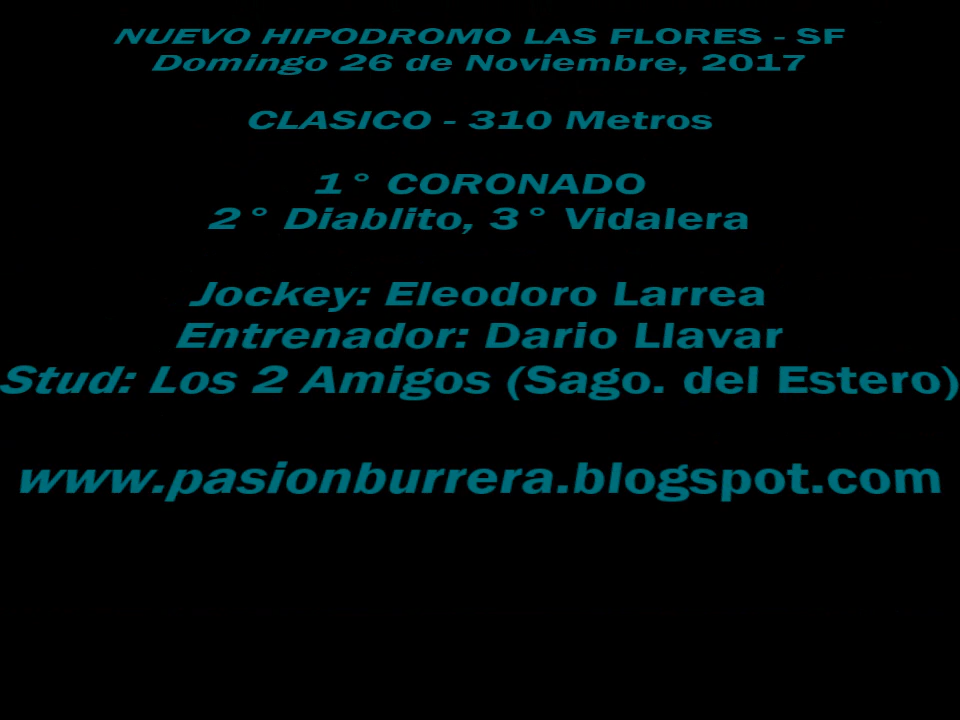 NUEVO HIPODROMO LAS FLORES - SF
Domingo 26 de Noviembre, 2017
CLASICO - 310 Metros
1° CORONADO
2° Diablito, 3° Vidalera
Jockey: Eleodoro Larrea
Entrenador: Dario Llavar
Stud: Los 2 Amigos (Sago. del Estero)
www.pasionburrera.blogspot.com